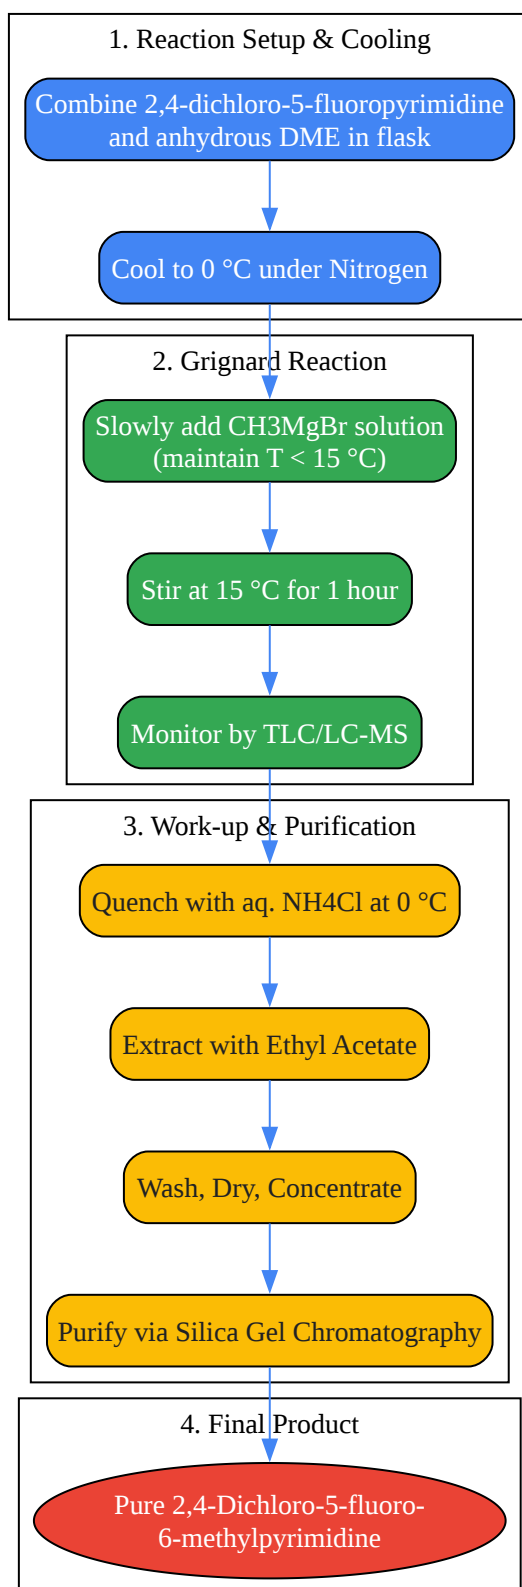 1. Reaction Setup & Cooling
Combine 2,4-dichloro-5-fluoropyrimidine
and anhydrous DME in flask
Cool to 0 °C under Nitrogen
2. Grignard Reaction
Slowly add CH3MgBr solution
(maintain T < 15 °C)
Stir at 15 °C for 1 hour
Monitor by TLC/LC-MS
3. Work-up & Purification
Quench with aq. NH4Cl at 0 °C
Extract with Ethyl Acetate
Wash, Dry, Concentrate
Purify via Silica Gel Chromatography
4. Final Product
Pure 2,4-Dichloro-5-fluoro-
6-methylpyrimidine